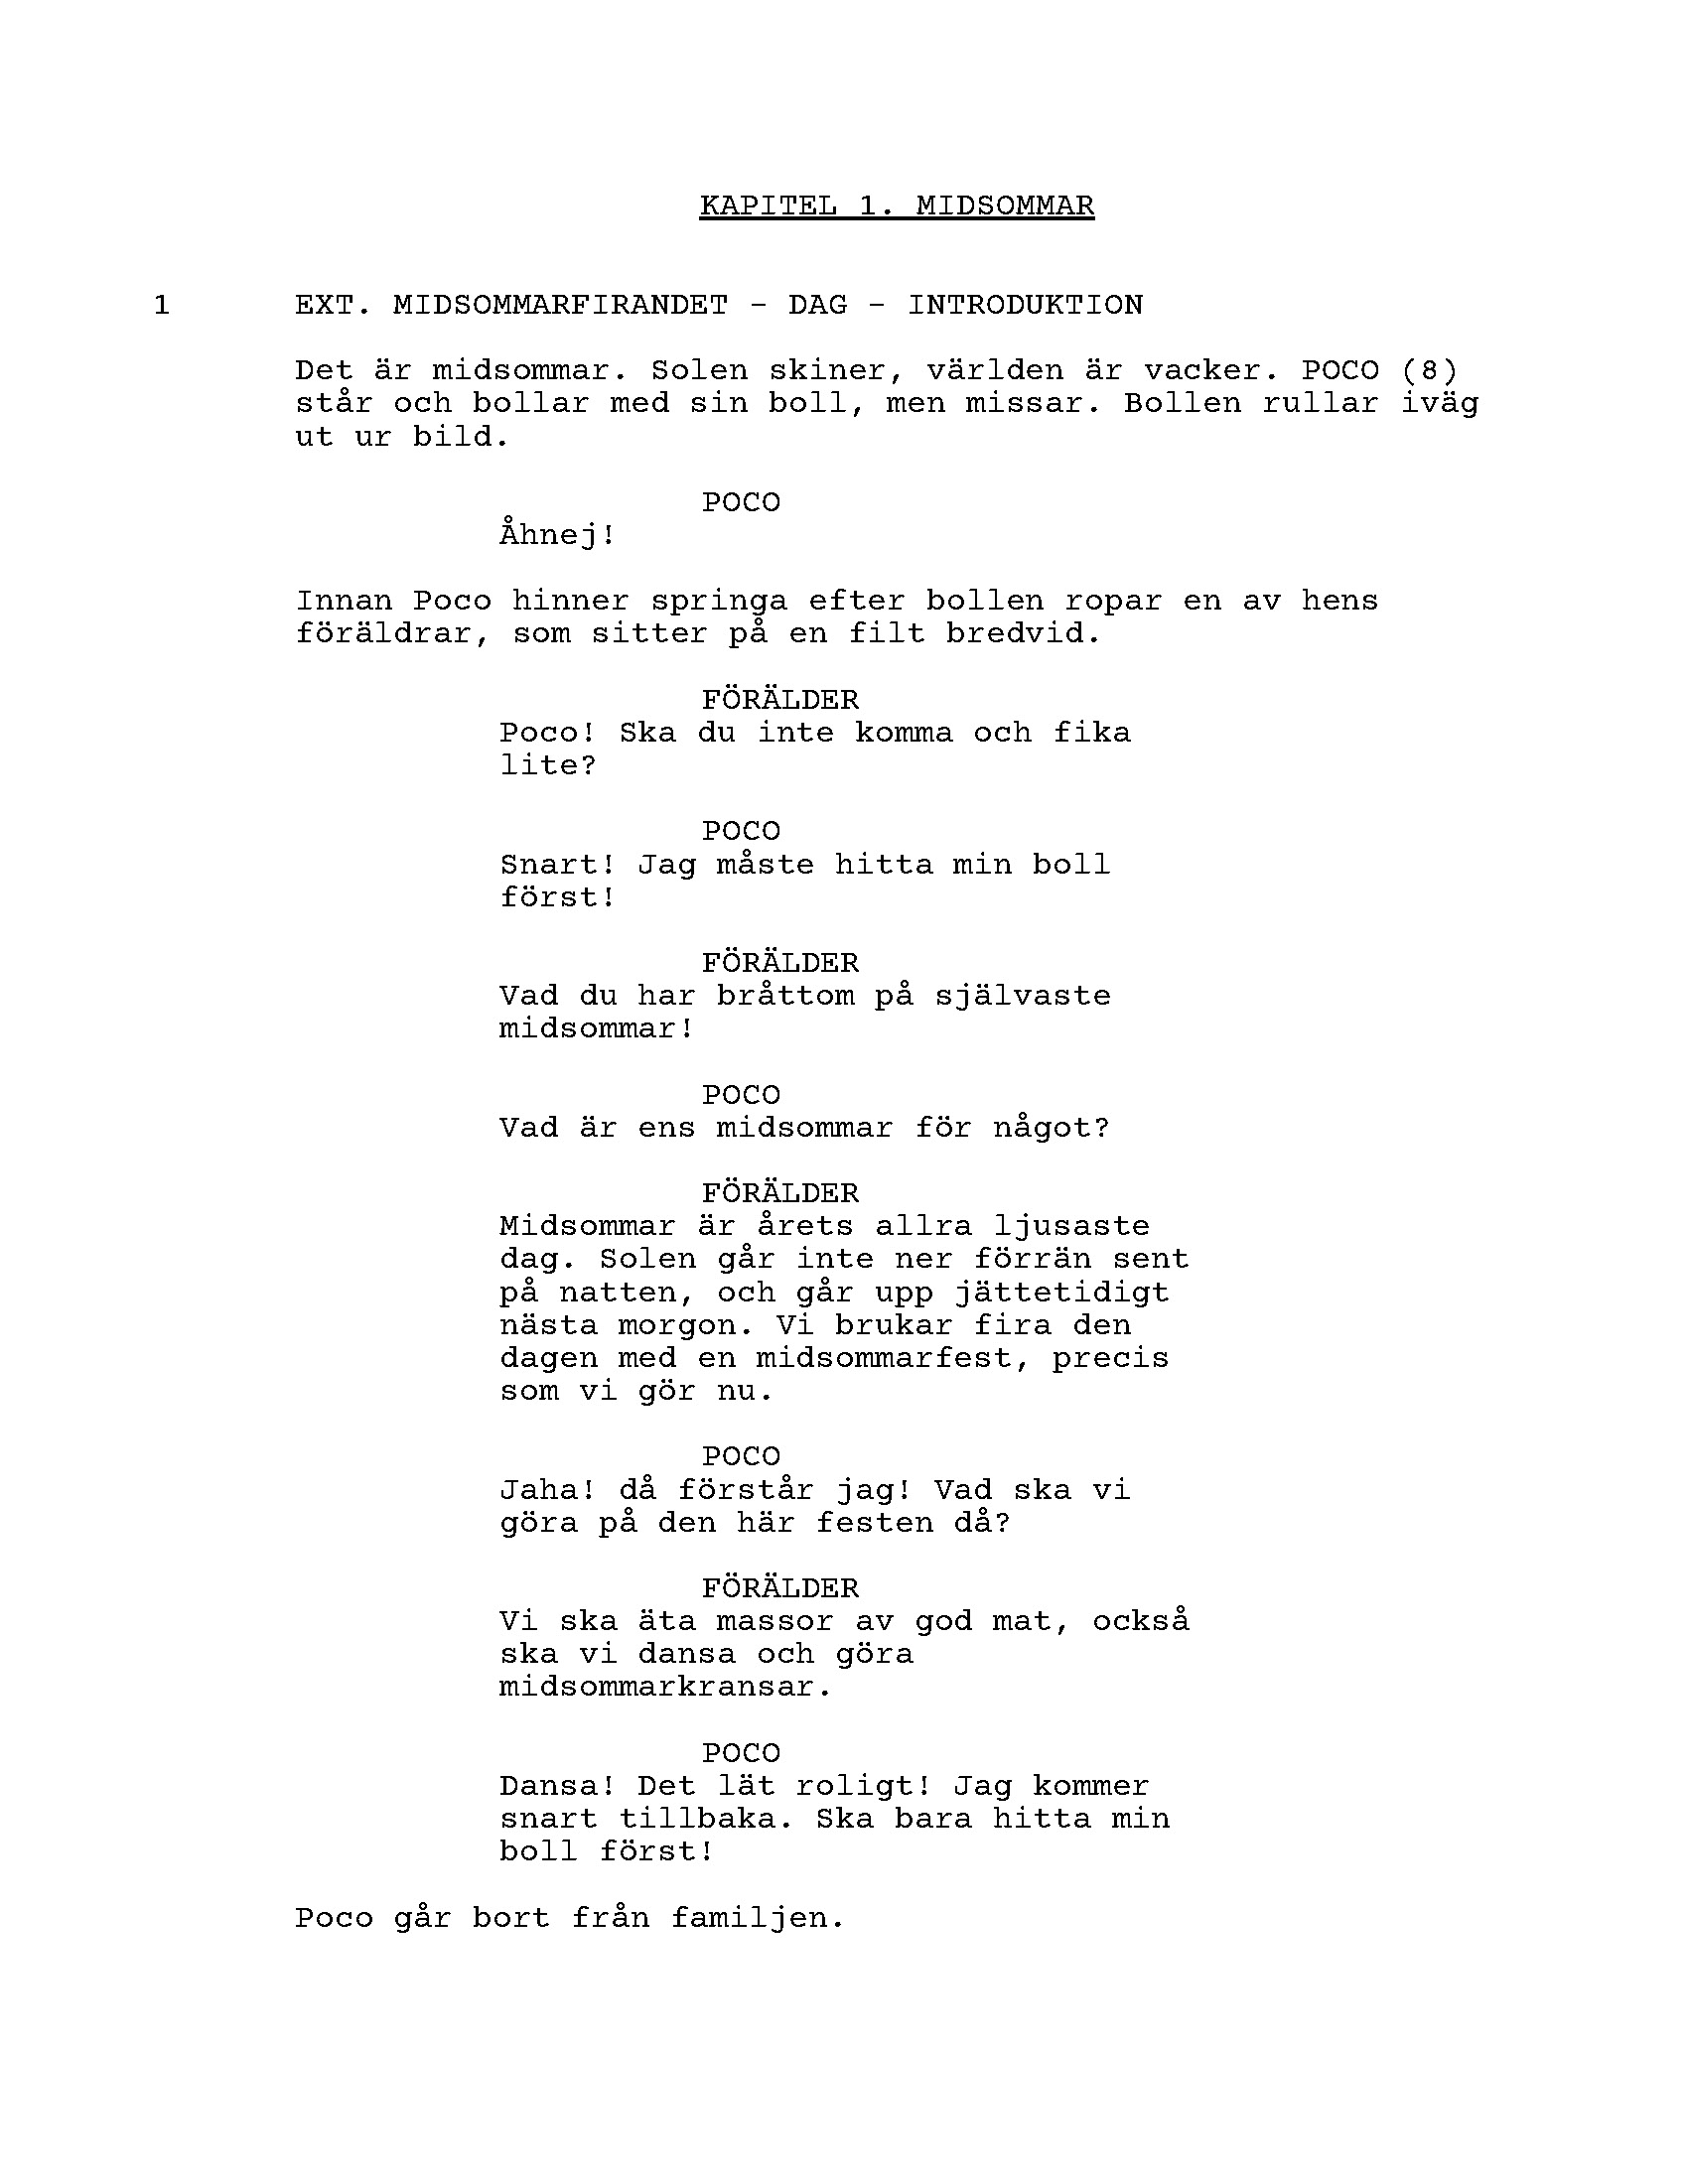 KAPITEL 1. MIDSOMMAR
1 EXT. MIDSOMMARFIRANDET - DAG - INTRODUKTION
Det är midsommar. Solen skiner, världen är vacker. POCO (8)
står och bollar med sin boll, men missar. Bollen rullar iväg
ut ur bild.
POCO
Åhnej!
Innan Poco hinner springa efter bollen ropar en av hens
föräldrar, som sitter på en filt bredvid.
FÖRÄLDER
Poco! Ska du inte komma och fika
lite?
POCO
Snart! Jag måste hitta min boll
först!
FÖRÄLDER
Vad du har bråttom på självaste
midsommar!
POCO
Vad är ens midsommar för något?
FÖRÄLDER
Midsommar är årets allra ljusaste
dag. Solen går inte ner förrän sent
på natten, och går upp jättetidigt
nästa morgon. Vi brukar fira den
dagen med en midsommarfest, precis
som vi gör nu.
POCO
Jaha! då förstår jag! Vad ska vi
göra på den här festen då?
FÖRÄLDER
Vi ska äta massor av god mat, också
ska vi dansa och göra
midsommarkransar.
POCO
Dansa! Det lät roligt! Jag kommer
snart tillbaka. Ska bara hitta min
boll först!
Poco går bort från familjen.